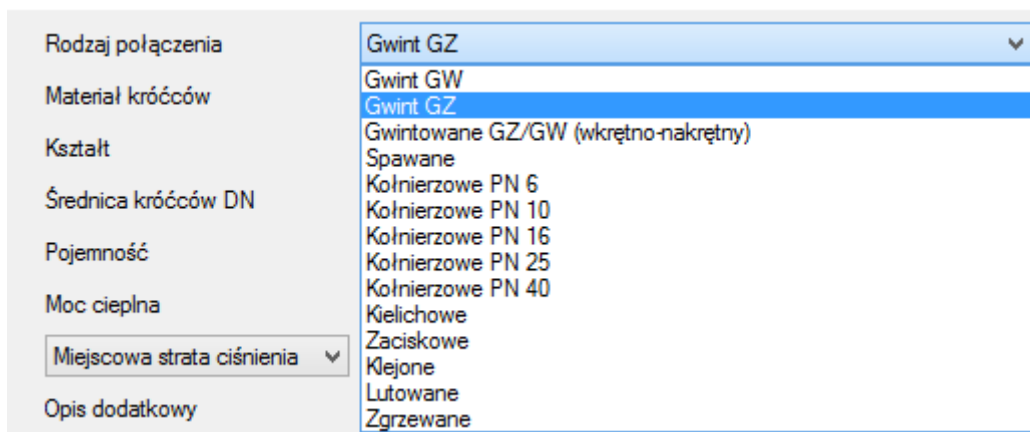 Rodzaj połączenia
Gwint GZ
Gwint GW
Materiał króćców
Gwint GZ
Gwintowane GZ/GW (wkrętno-nakrętny)
Kształt
Spawane
Kołnierzowe PN 6
Średnica króćców DN
Kołnierzowe PN 10
Kołnierzowe PN 16
Pojemność
Kołnierzowe PN 25
Kołnierzowe PN 40
Moc cieplna
Kielichowe
Zaciskowe
Miejscowa strata ciśnienia
Klejone
Lutowane
Opis dodatkowy
Zgrzewane